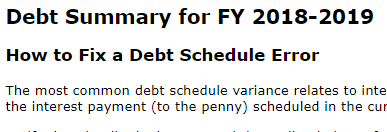 Debt Summary for FY 2018-2019
How to Fix a Debt Schedule Error
The most common debt schedule variance relates to inte
the interest payment (to the penny) scheduled in the cur